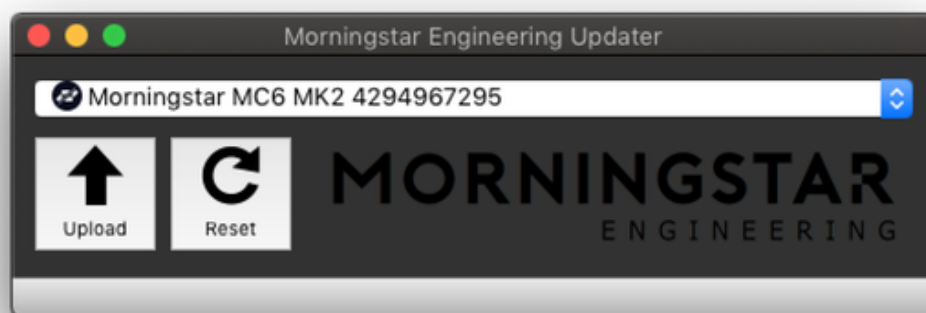 Morningstar Engineering Updater
Morningstar MC6 MK2 4294967295
Upload
Reset
MORNINGSTAR
ENGINEERING